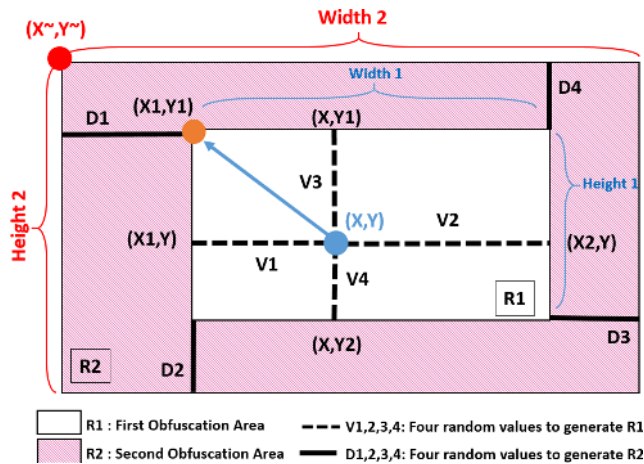 (X~,Y~)
Width 2
Width 1
D4
D1
(X1,Y1)
(X,Y1)
Height 2
V3
Height 1
(X,Y)
V2
(X1,Y)
(X2,Y)
V1
V4
R1
(X,Y2)
D3
R2
D2
R1 : First Obfuscation Area
V1,2,3,4: Four random values to generate R1
R2 : Second Obfuscation Area
D1,2,3,4: Four random values to generate R2